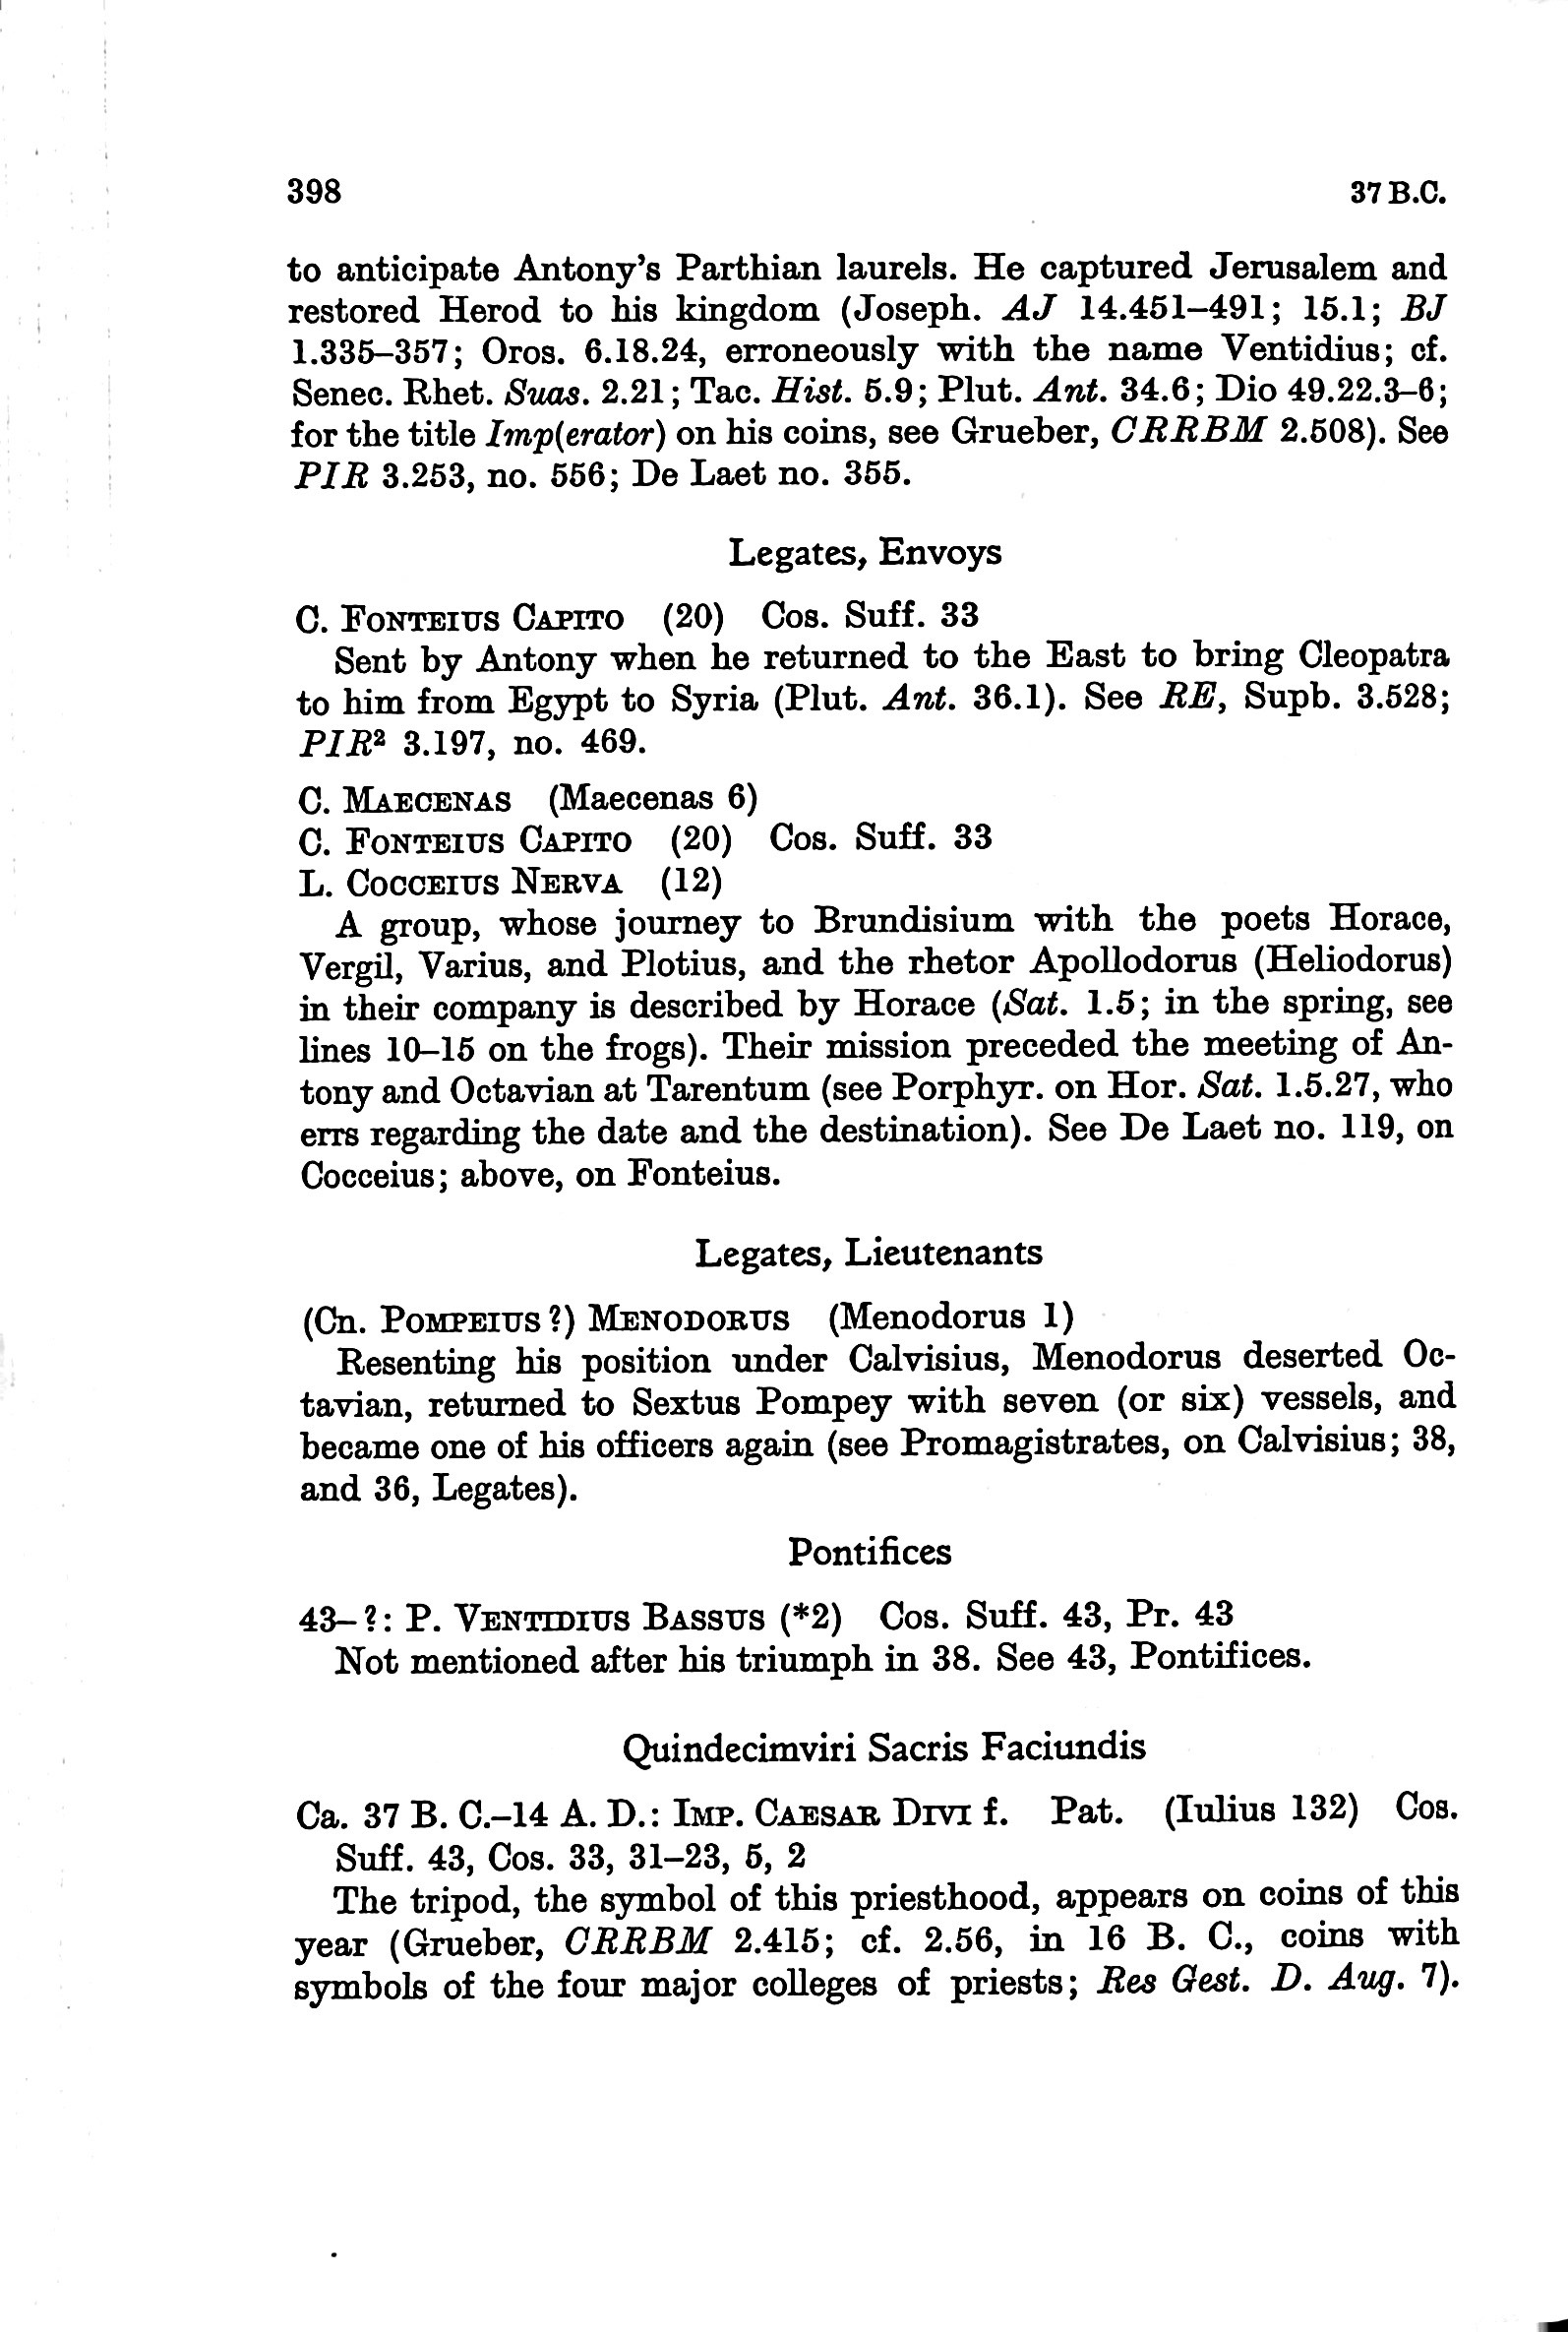 398 37 B.C.
to anticipate Antony's Parthian laurels. He captured Jerusalem and
restored Herod to his kingdom (Joseph. AJ 14.451–491; 15.1; BJ
1.335–357; Oros. 6.18.24, erroneously with the name Ventidius; cf.
Senec. Rhet. Suas. 2.21; Tac. Hist. 5.9; Plut. Ant. 34.6; Dio 49.22.3–6;
for the title Imp(erator) on his coins, see Grueber, CRRBM 2.508). See
PIR 3.253, no. 556; De Laet no. 355.
Legates, Envoys
C. FONTEIUS CAPITO (20) Cos. Suff. 33
Sent by Antony when he returned to the East to bring Cleopatra
to him from Egypt to Syria (Plut. Ant. 36.1). See RE, Supb. 3.528;
PIR² 3.197, no. 469.
C. MAECENAS (Maecenas 6)
C. FONTEIUS CAPITO (20) Cos. Suff. 33
L. COCCEIUS NERVA (12)
A group, whose journey to Brundisium with the poets Horace,
Vergil, Varius, and Plotius, and the rhetor Apollodorus (Heliodorus)
in their company is described by Horace (Sat. 1.5; in the spring, see
lines 10–15 on the frogs). Their mission preceded the meeting of An-
tony and Octavian at Tarentum (see Porphyr. on Hor. Sat. 1.5.27, who
errs regarding the date and the destination). See De Laet no. 119, on
Cocceius; above, on Fonteius.
Legates, Lieutenants
(Cn. POMPEIUS ?) MENODORUS (Menodorus 1)
Resenting his position under Calvisius, Menodorus deserted Oc-
tavian, returned to Sextus Pompey with seven (or six) vessels, and
became one of his officers again (see Promagistrates, on Calvisius; 38,
and 36, Legates).
Pontifices
43–?: P. VENTIDIUS BASSUS (*2) Cos. Suff. 43, Pr. 43
Not mentioned after his triumph in 38. See 43, Pontifices.
Quindecimviri Sacris Faciundis
Ca. 37 B. C.–14 A. D.: IMP. CAESAR DIVI f. Pat. (Iulius 132) Cos.
Suff. 43, Cos. 33, 31–23, 5, 2
The tripod, the symbol of this priesthood, appears on coins of this
year (Grueber, CRRBM 2.415; cf. 2.56, in 16 B. C., coins with
symbols of the four major colleges of priests; Res Gest. D. Aug. 7).